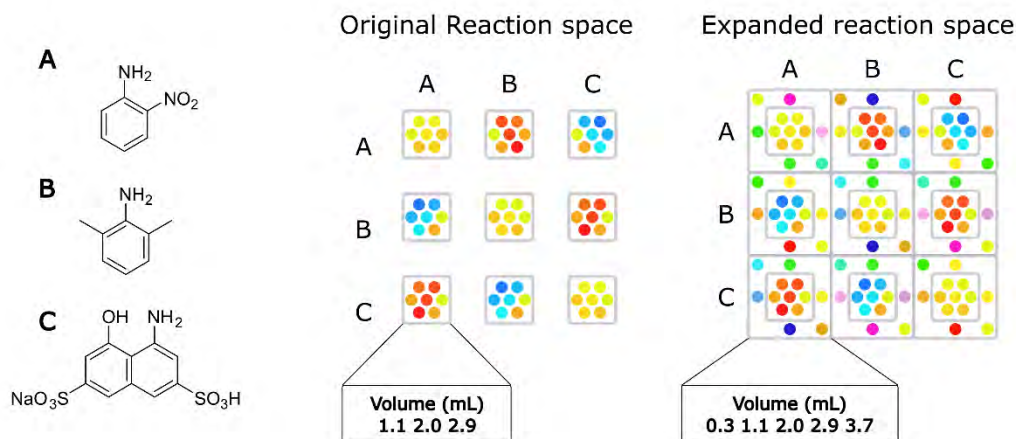 Original Reaction space
Expanded reaction space
A
NH₂
NO₂
B
NH₂
C
OH
NH₂
NaO₃S
SO₃H
A B C
A
B
C
Volume (mL)
1.1 2.0 2.9
A B C
A
B
C
Volume (mL)
0.3 1.1 2.0 2.9 3.7